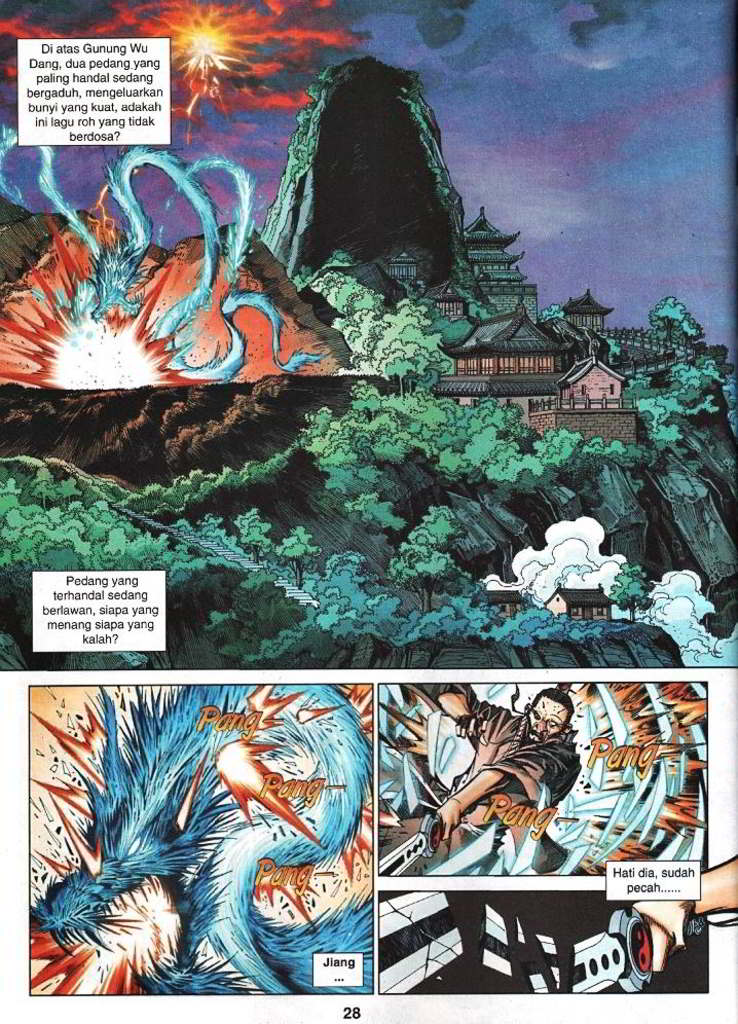 Di atas Gunung Wu
Dang, dua pedang yang
paling handal sedang
bergaduh, mengeluarkan
bunyi yang kuat, adakah
ini lagu roh yang tidak
berdosa?
Pedang yang
terhandal sedang
berlawan, siapa yang
menang siapa yang
kalah?
Pang—
Pang—
Pang—
Jiang
...
Pang—
Pang—
Hati dia, sudah
pecah......
28